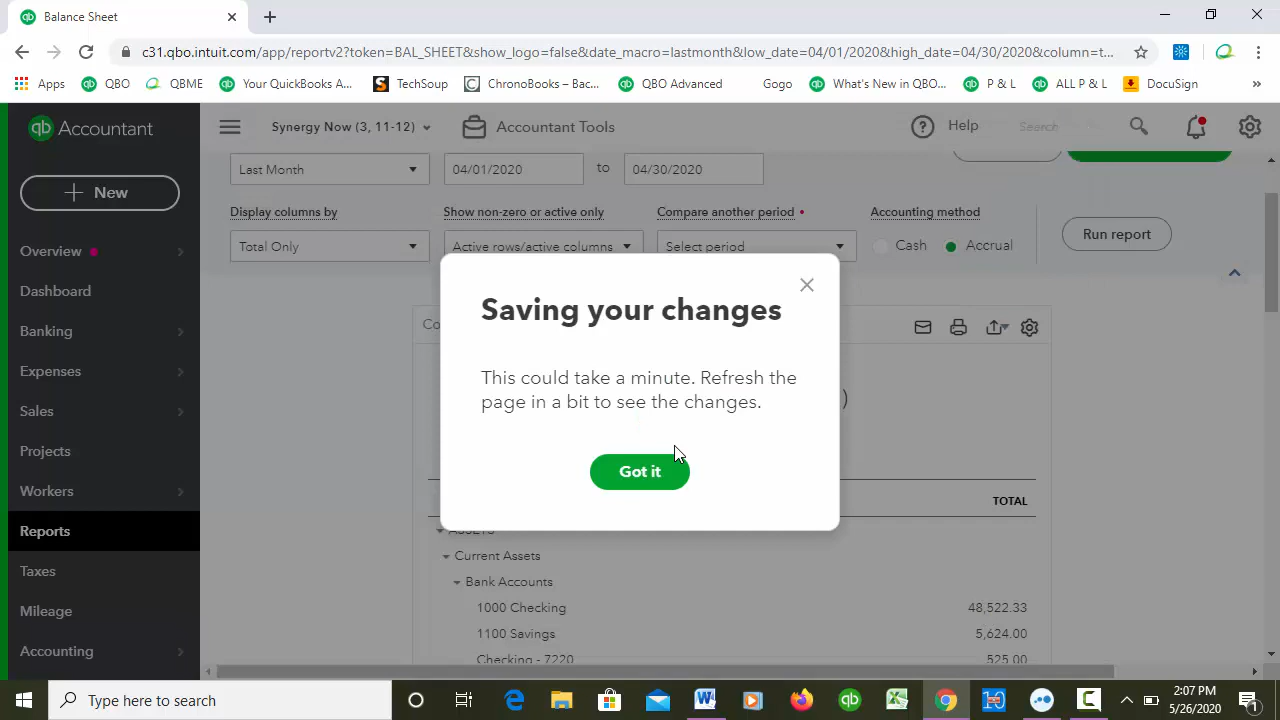 Balance Sheet
c31.qbo.intuit.com/app/reportv2?token=BAL_SHEET&show_logo=false&date_macro=lastmonth&low_date=04/01/2020&high_date=04/30/2020&column=t...
Apps QBO QBME Your QuickBooks A... TechSoup ChronoBooks – Bac... QBO Advanced Gogo What's New in QBO... P & L ALL P & L DocuSign »
qb Accountant
Synergy Now (3, 11-12) Accountant Tools Help Search
Last Month 04/01/2020 to 04/30/2020
+ New
Display columns by Show non-zero or active only Compare another period Accounting method
Total Only Active rows/active columns Select period Cash Accrual Run report
Overview
Dashboard
Banking
Expenses
Sales
Projects
Workers
Reports
Taxes
Mileage
Accounting
Saving your changes
This could take a minute. Refresh the
page in a bit to see the changes.
Got it
Co
)
TOTAL
ASSETS
Current Assets
Bank Accounts
1000 Checking 48,522.33
1100 Savings 5,624.00
Checking - 7220 525.00
Type here to search
2:07 PM
5/26/2020
1